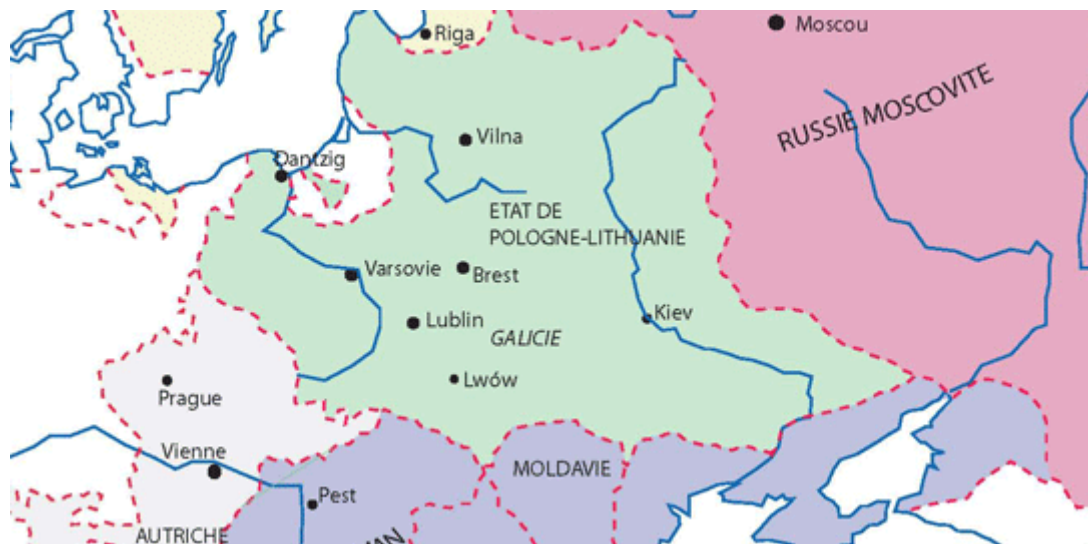 Riga
Moscou
RUSSIE MOSCOVITE
Vilna
Dantzig
ETAT DE
POLOGNE-LITHUANIE
Varsovie
Brest
Lublin
Kiev
GALICIE
Lwów
Prague
Vienne
MOLDAVIE
Pest
AUTRICHE